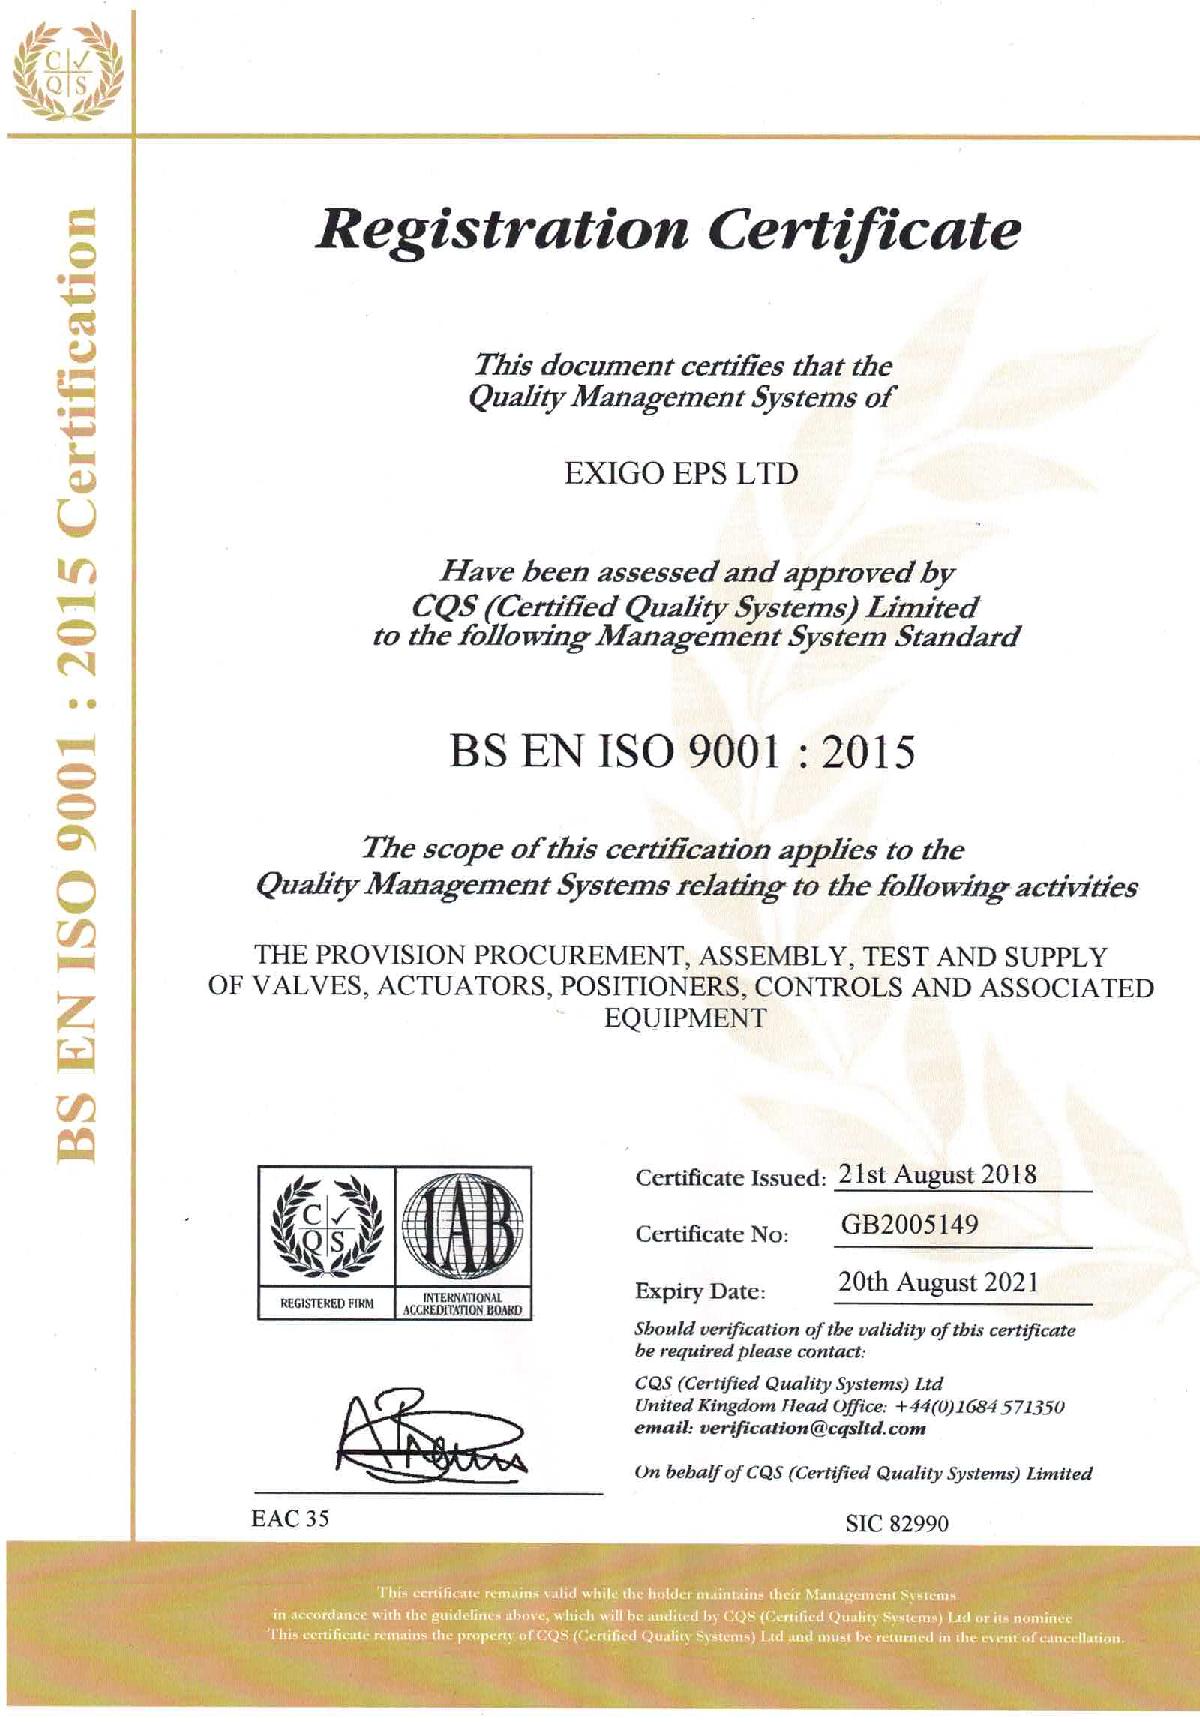 C ✓
Q S
BS EN ISO 9001 : 2015 Certification
Registration Certificate
This document certifies that the
Quality Management Systems of
EXIGO EPS LTD
Have been assessed and approved by
CQS (Certified Quality Systems) Limited
to the following Management System Standard
BS EN ISO 9001 : 2015
The scope of this certification applies to the
Quality Management Systems relating to the following activities
THE PROVISION PROCUREMENT, ASSEMBLY, TEST AND SUPPLY
OF VALVES, ACTUATORS, POSITIONERS, CONTROLS AND ASSOCIATED
EQUIPMENT
C ✓
Q S
REGISTERED FIRM
IAB
INTERNATIONAL
ACCREDITATION BOARD
Certificate Issued: 21st August 2018
Certificate No: GB2005149
Expiry Date: 20th August 2021
Should verification of the validity of this certificate
be required please contact:
CQS (Certified Quality Systems) Ltd
United Kingdom Head Office: +44(0)1684 571350
email: verification@cqsltd.com
On behalf of CQS (Certified Quality Systems) Limited
EAC 35
SIC 82990
This certificate remains valid while the holder maintains their Management Systems
in accordance with the guidelines above, which will be audited by CQS (Certified Quality Systems) Ltd or its nominee
This certificate remains the property of CQS (Certified Quality Systems) Ltd and must be returned in the event of cancellation.